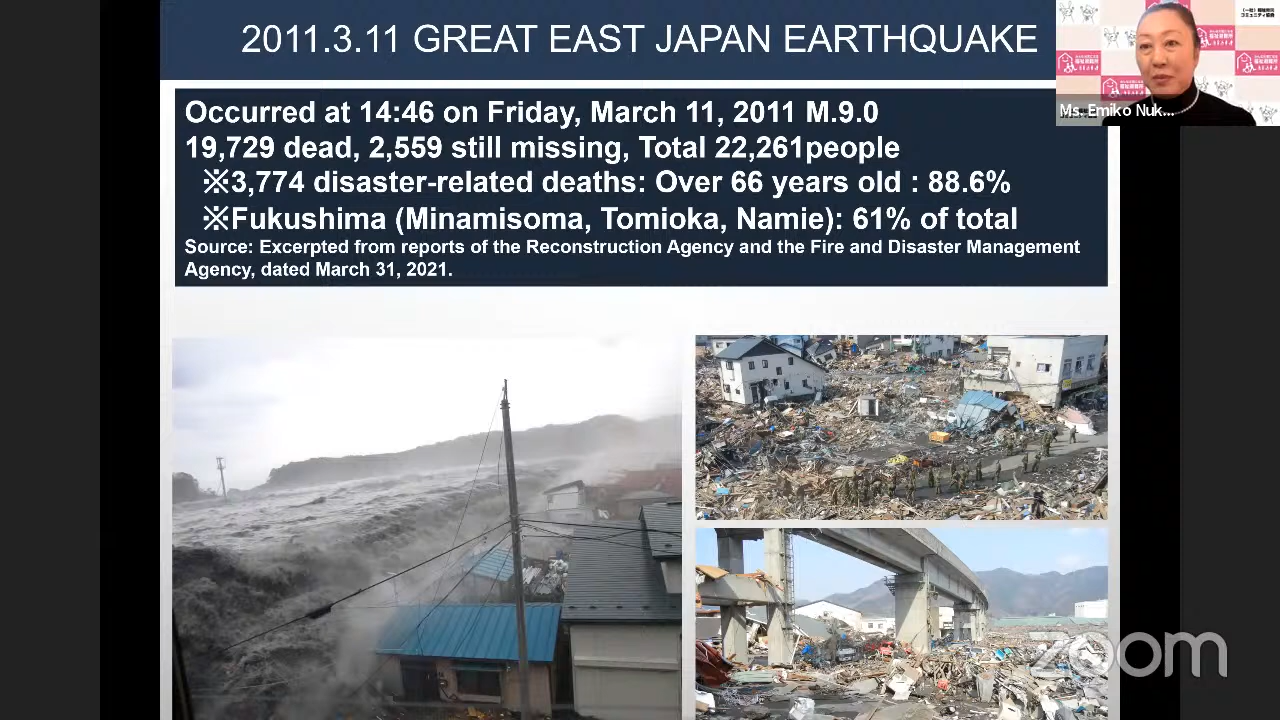 2011.3.11 GREAT EAST JAPAN EARTHQUAKE
Occurred at 14:46 on Friday, March 11, 2011 M.9.0
19,729 dead, 2,559 still missing, Total 22,261people
※3,774 disaster-related deaths: Over 66 years old : 88.6%
※Fukushima (Minamisoma, Tomioka, Namie): 61% of total
Source: Excerpted from reports of the Reconstruction Agency and the Fire and Disaster Management
Agency, dated March 31, 2021.
Ms. Emiko Nuk...
zoom